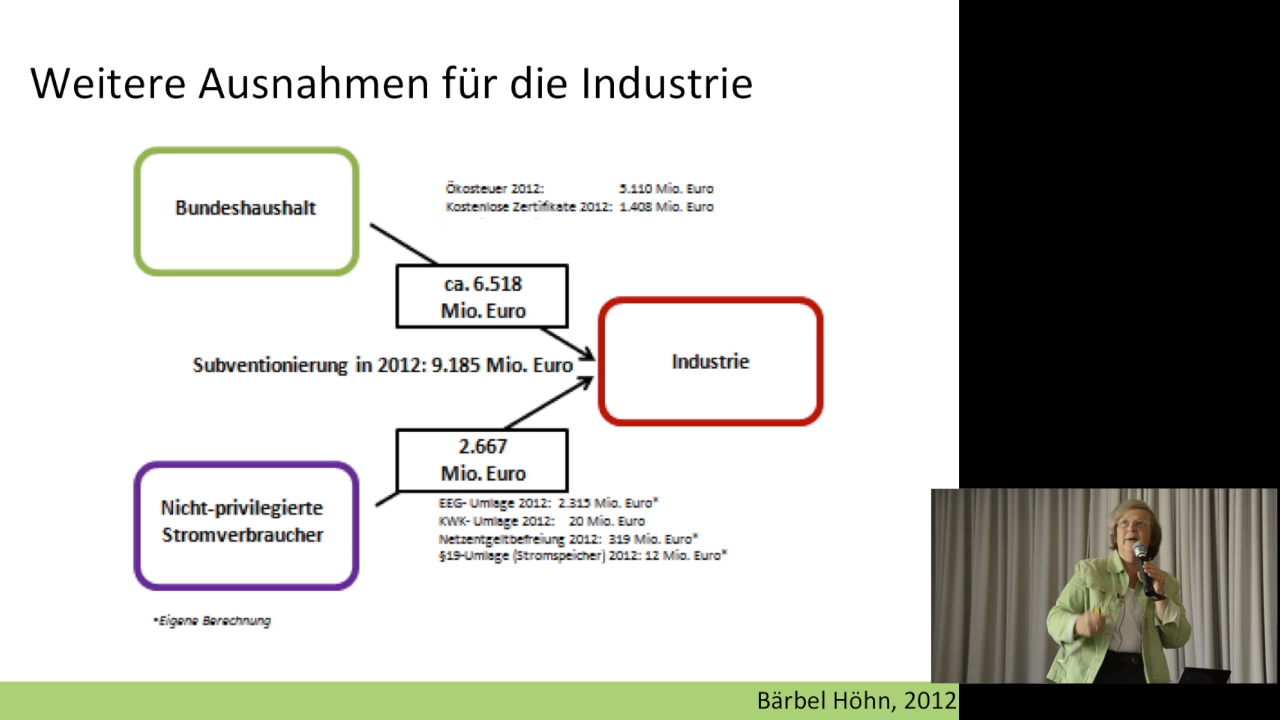 Weitere Ausnahmen für die Industrie
Bundeshaushalt
Ökosteuer 2012: 5.110 Mio. Euro
Kostenlose Zertifikate 2012: 1.408 Mio. Euro
ca. 6.518
Mio. Euro
Subventionierung in 2012: 9.185 Mio. Euro
Industrie
2.667
Mio. Euro
Nicht-privilegierte
Stromverbraucher
EEG- Umlage 2012: 2.315 Mio. Euro*
KWK- Umlage 2012: 20 Mio. Euro
Netzentgeltbefreiung 2012: 319 Mio. Euro*
§19-Umlage (Stromspeicher) 2012: 12 Mio. Euro*
*Eigene Berechnung
Bärbel Höhn, 2012